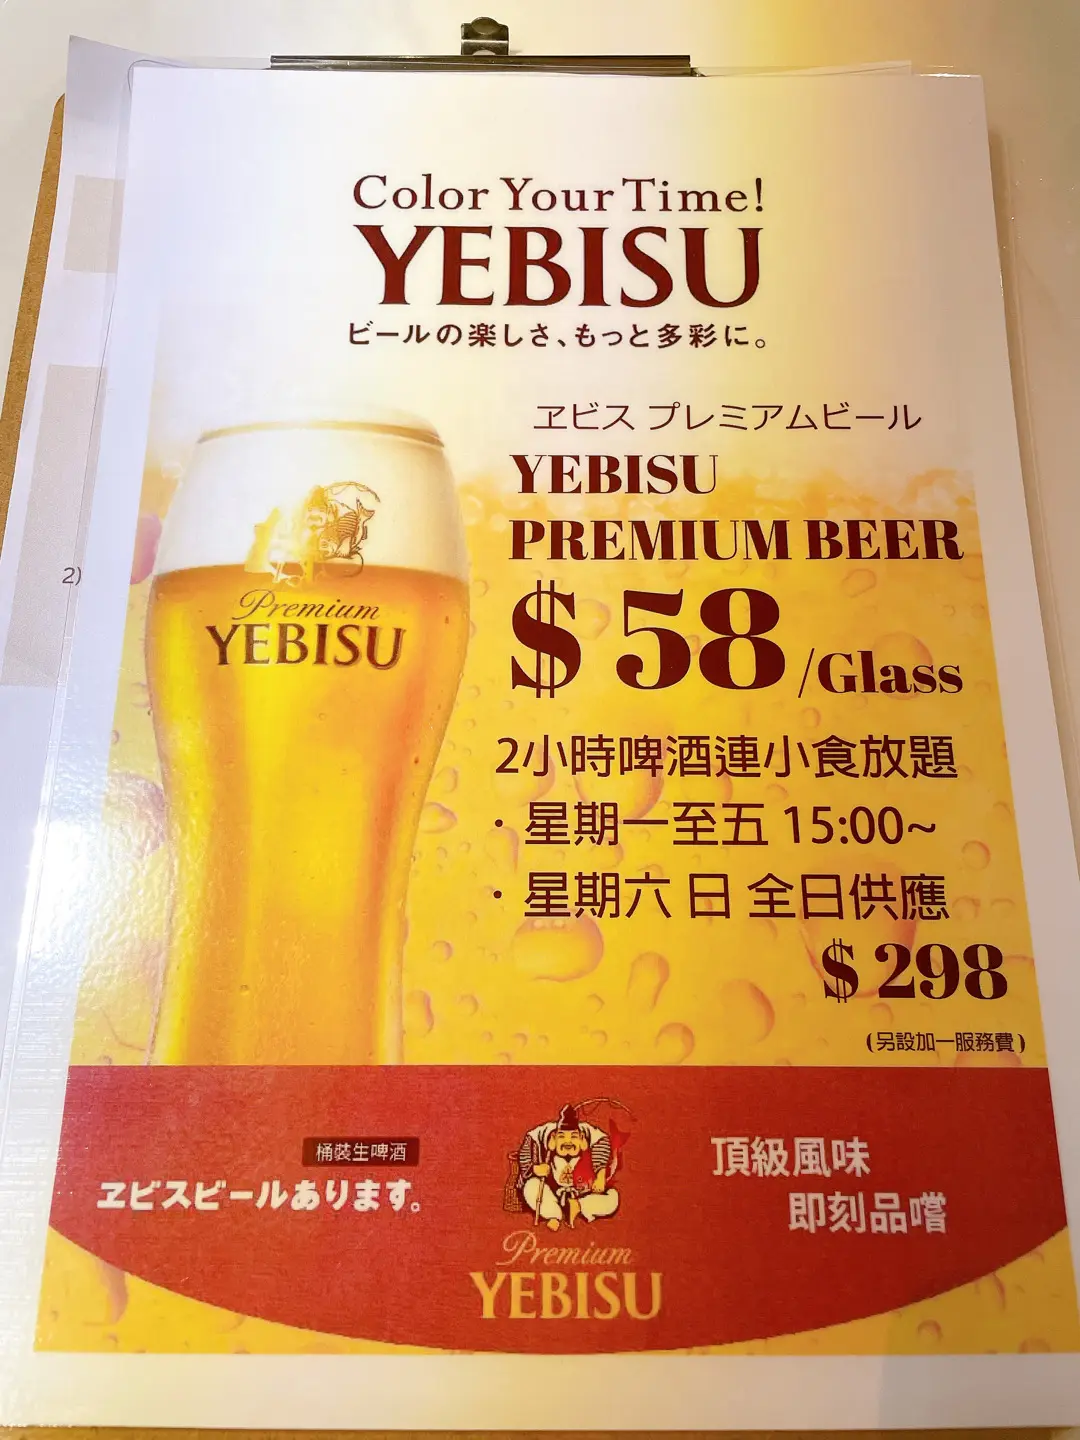 Color Your Time!
YEBISU
ビールの楽しさ、もっと多彩に。
ヱビス プレミアムビール
YEBISU
PREMIUM BEER
$ 58 /Glass
2小時啤酒連小食放題
· 星期一至五 15:00~
· 星期六 日 全日供應
$ 298
(另設加一服務費)
Premium
YEBISU
2)
桶裝生啤酒
ヱビスビールあります。
頂級風味
即刻品嚐
Premium
YEBISU